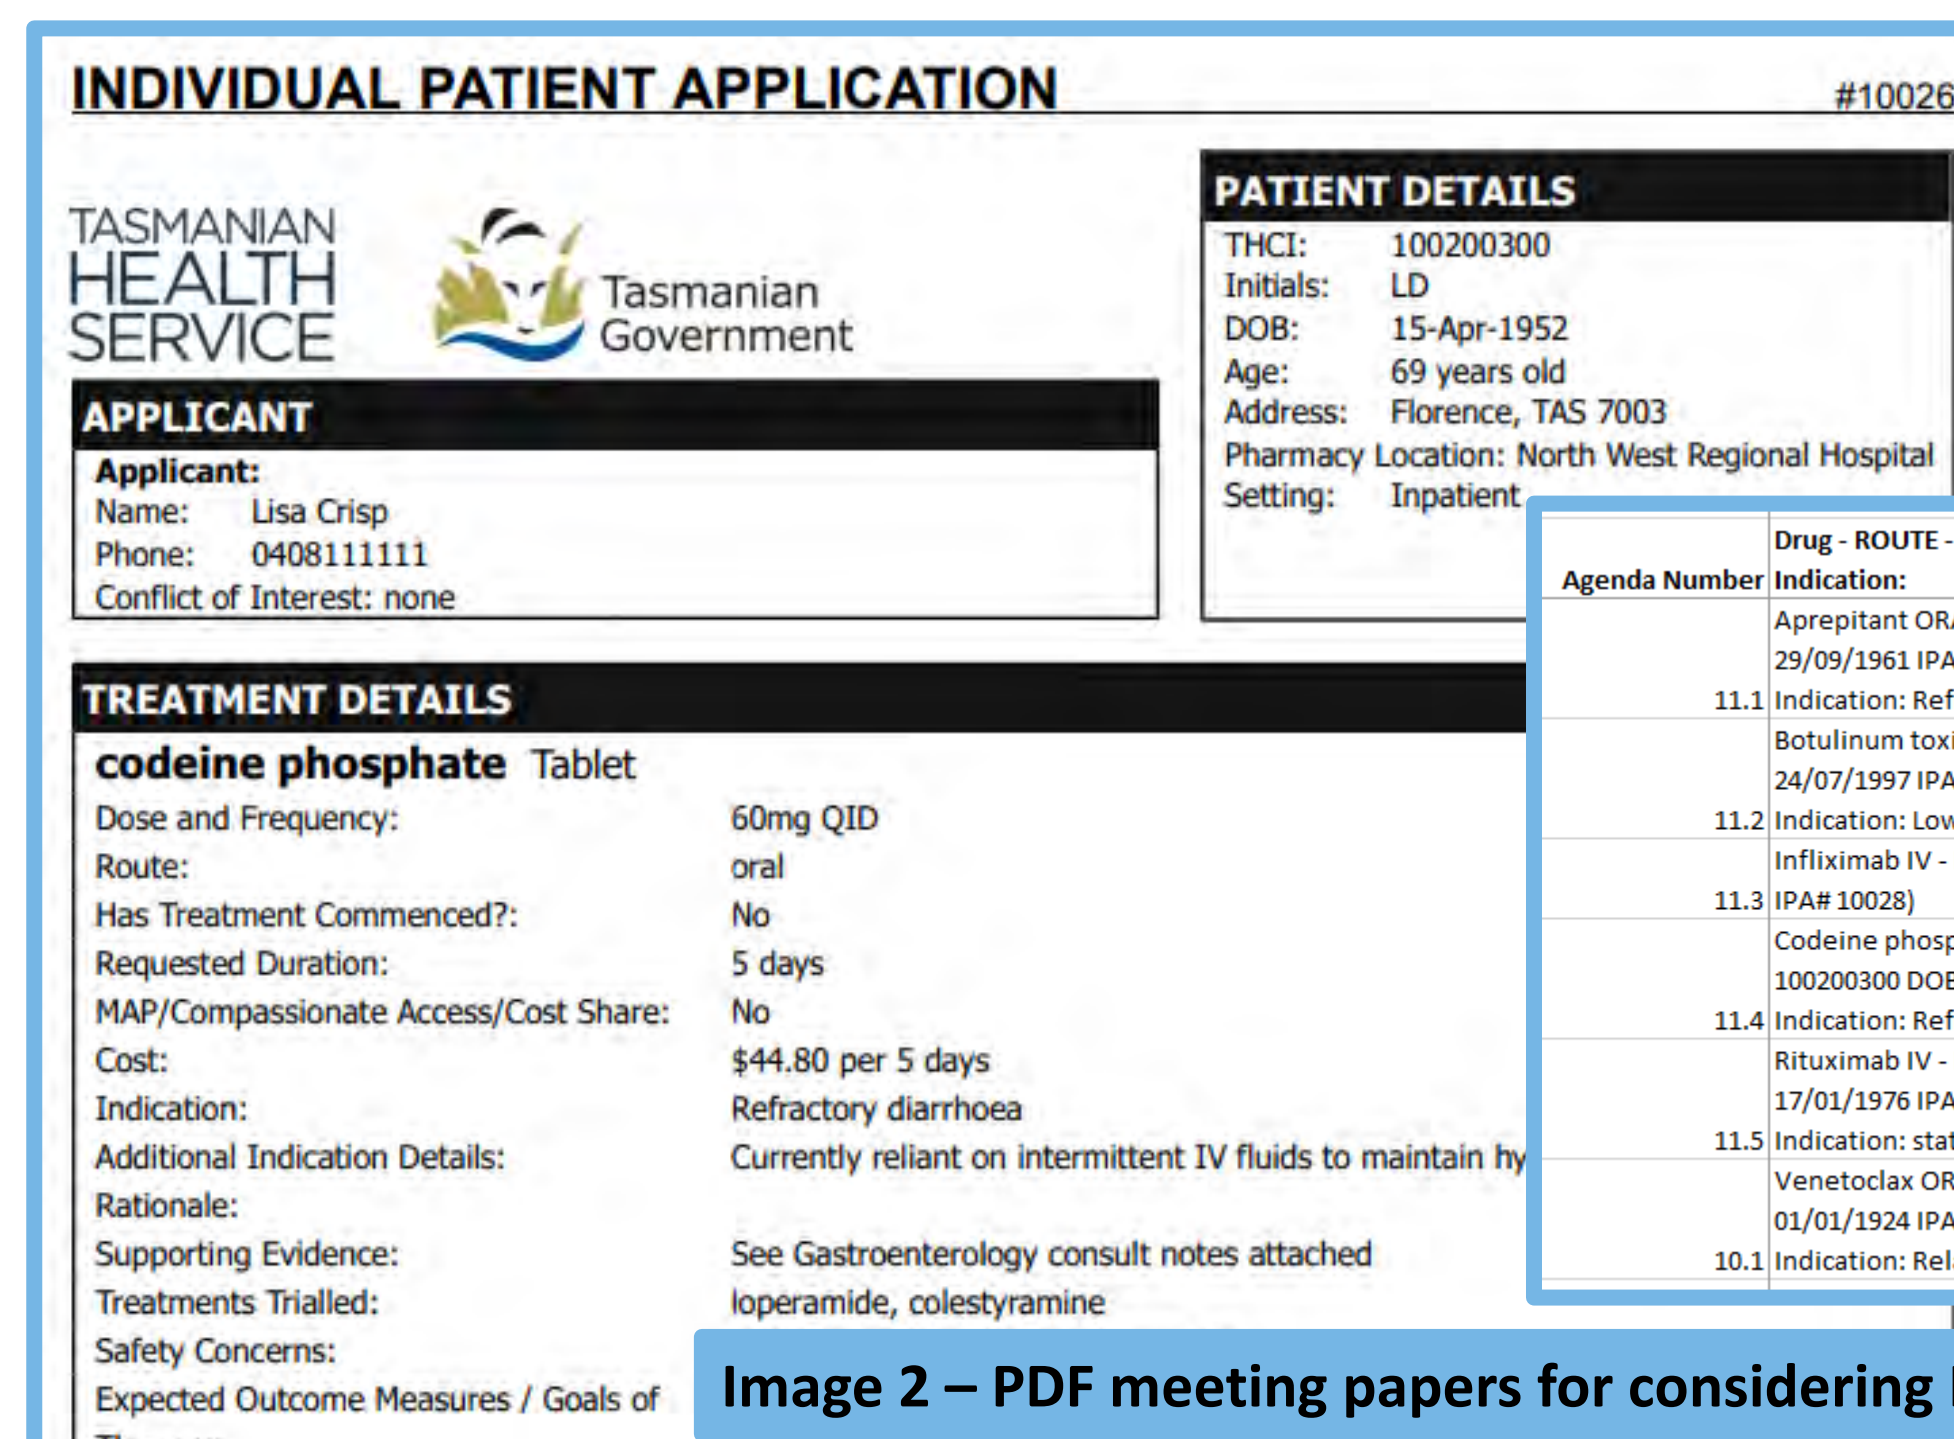 INDIVIDUAL PATIENT APPLICATION #10026
TASMANIAN
HEALTH
SERVICE
Tasmanian
Government
PATIENT DETAILS
THCI: 100200300
Initials: LD
DOB: 15-Apr-1952
Age: 69 years old
Address: Florence, TAS 7003
Pharmacy Location: North West Regional Hospital
Setting: Inpatient
APPLICANT
Applicant:
Name: Lisa Crisp
Phone: 0408111111
Conflict of Interest: none
TREATMENT DETAILS
codeine phosphate Tablet
Dose and Frequency: 60mg QID
Route: oral
Has Treatment Commenced?: No
Requested Duration: 5 days
MAP/Compassionate Access/Cost Share: No
Cost: $44.80 per 5 days
Indication: Refractory diarrhoea
Additional Indication Details: Currently reliant on intermittent IV fluids to maintain hy
Rationale:
Supporting Evidence: See Gastroenterology consult notes attached
Treatments Trialled: loperamide, colestyramine
Safety Concerns:
Expected Outcome Measures / Goals of
Drug - ROUTE -
Agenda Number Indication:
Aprepitant OR
29/09/1961 IPA
11.1 Indication: Ref
Botulinum toxi
24/07/1997 IPA
11.2 Indication: Low
Infliximab IV -
11.3 IPA# 10028)
Codeine phosp
100200300 DOB
11.4 Indication: Ref
Rituximab IV -
17/01/1976 IPA
11.5 Indication: stat
Venetoclax OR
01/01/1924 IPA
10.1 Indication: Rel
Image 2 – PDF meeting papers for considering